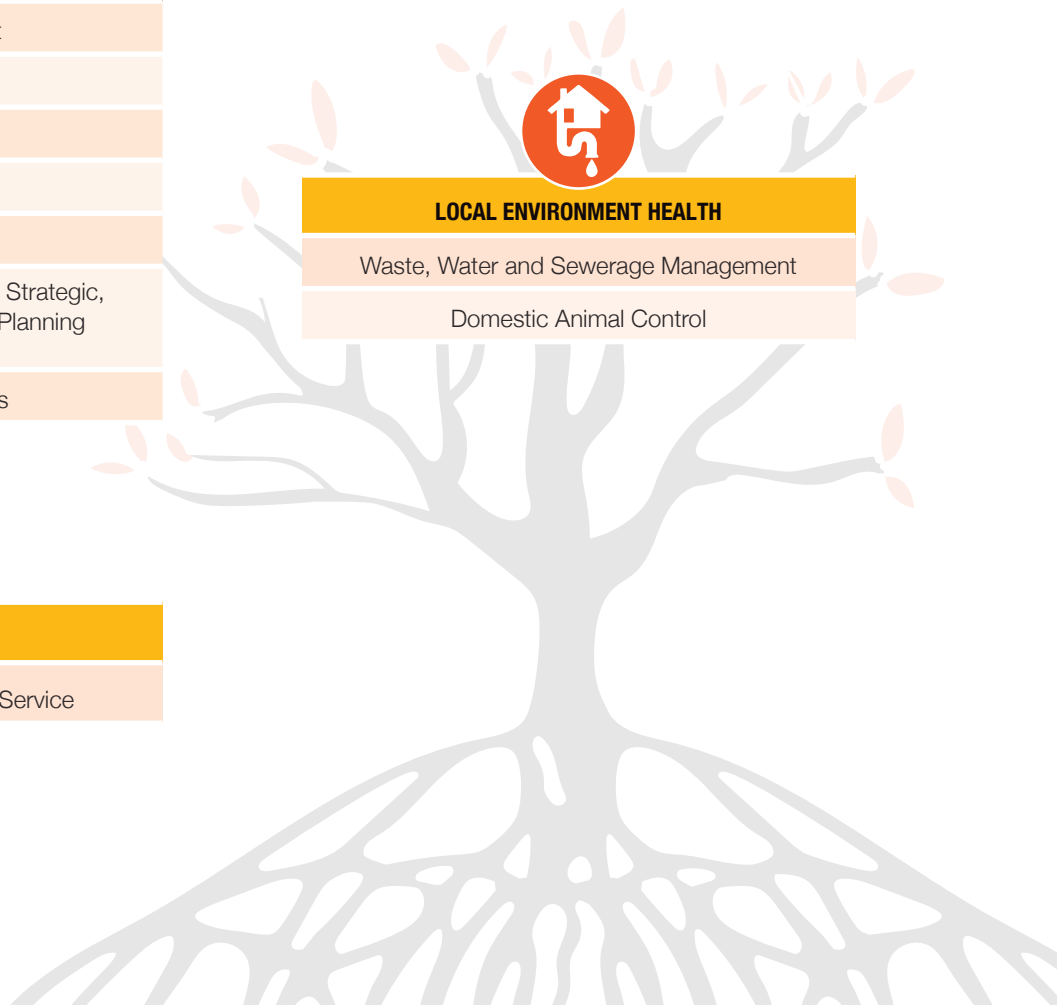 LOCAL ENVIRONMENT HEALTH
Waste, Water and Sewerage Management
Domestic Animal Control
Strategic,
Planning
Service